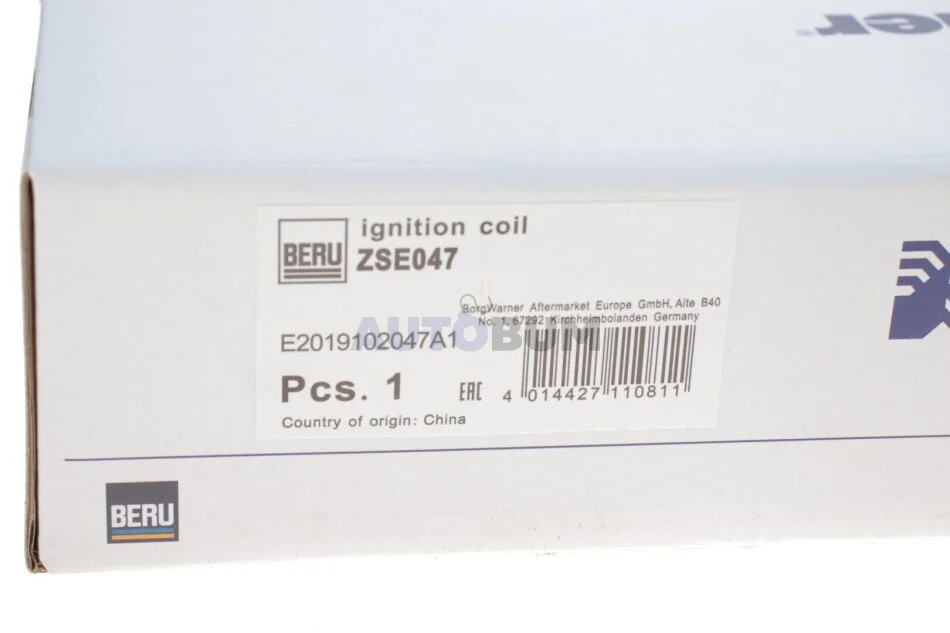 BERU
ignition coil
ZSE047
BorgWarner Aftermarket Europe GmbH, Alte B40
No. 1, 67292 Kirchheimbolanden Germany
AUTOBUM
E2019102047A1
Pcs. 1
EAC
4 014427 110811
Country of origin: China
BERU